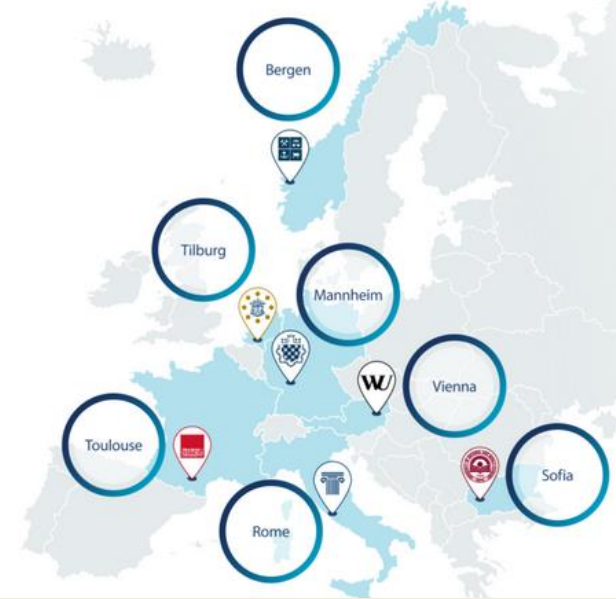 Bergen
Tilburg
Mannheim
WU
Vienna
Toulouse
Sofia
Rome